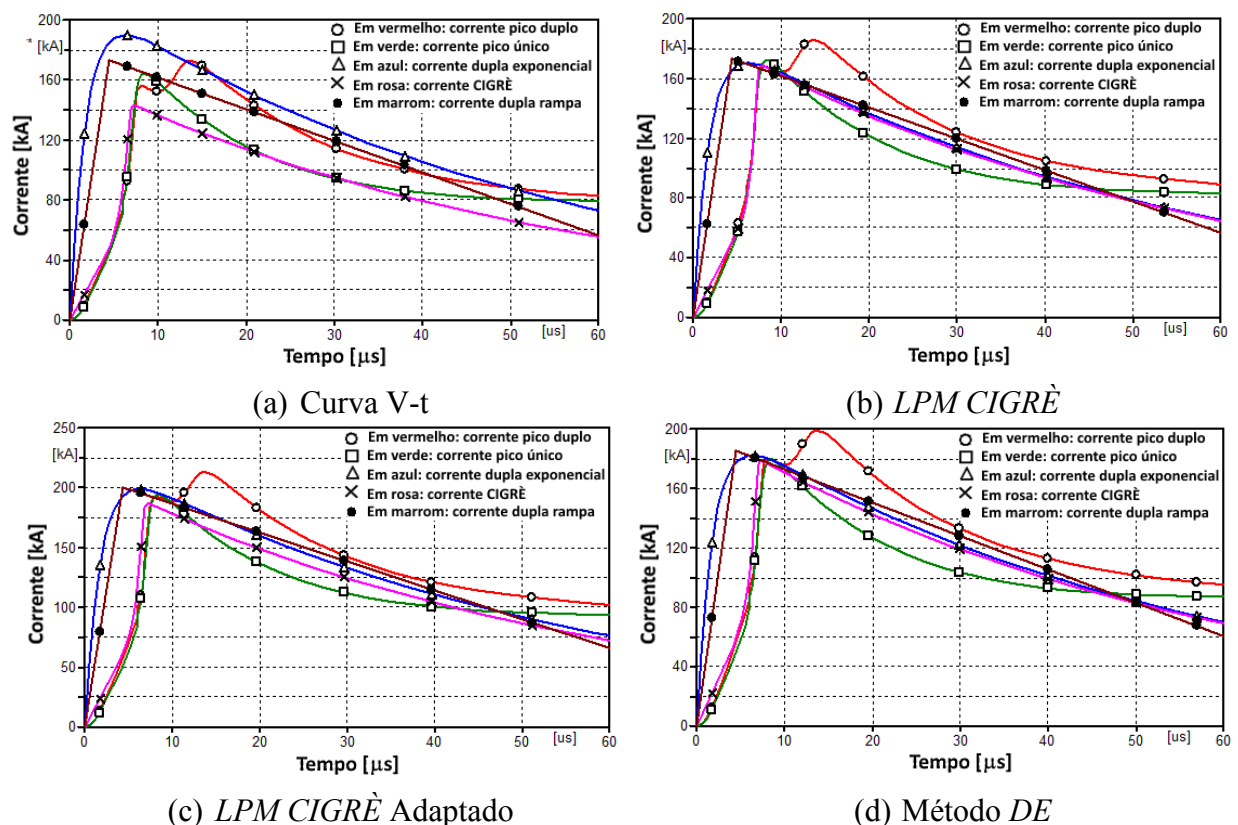 200
* [kA]
160
120
80
40
0
Corrente [kA]
Em vermelho: corrente pico duplo
Em verde: corrente pico único
Em azul: corrente dupla exponencial
Em rosa: corrente CIGRÈ
Em marrom: corrente dupla rampa
0 10 20 30 40 50 [us] 60
Tempo [µs]
(a) Curva V-t
200
[kA]
160
120
80
40
0
Corrente [kA]
Em vermelho: corrente pico duplo
Em verde: corrente pico único
Em azul: corrente dupla exponencial
Em rosa: corrente CIGRÈ
Em marrom: corrente dupla rampa
0 10 20 30 40 50 [us] 60
Tempo [µs]
(b) LPM CIGRÈ
250
[kA]
200
150
100
50
0
Corrente [kA]
Em vermelho: corrente pico duplo
Em verde: corrente pico único
Em azul: corrente dupla exponencial
Em rosa: corrente CIGRÈ
Em marrom: corrente dupla rampa
0 10 20 30 40 50 [us] 60
Tempo [µs]
(c) LPM CIGRÈ Adaptado
200
[kA]
160
120
80
40
0
Corrente [kA]
Em vermelho: corrente pico duplo
Em verde: corrente pico único
Em azul: corrente dupla exponencial
Em rosa: corrente CIGRÈ
Em marrom: corrente dupla rampa
0 10 20 30 40 50 [us] 60
Tempo [µs]
(d) Método DE